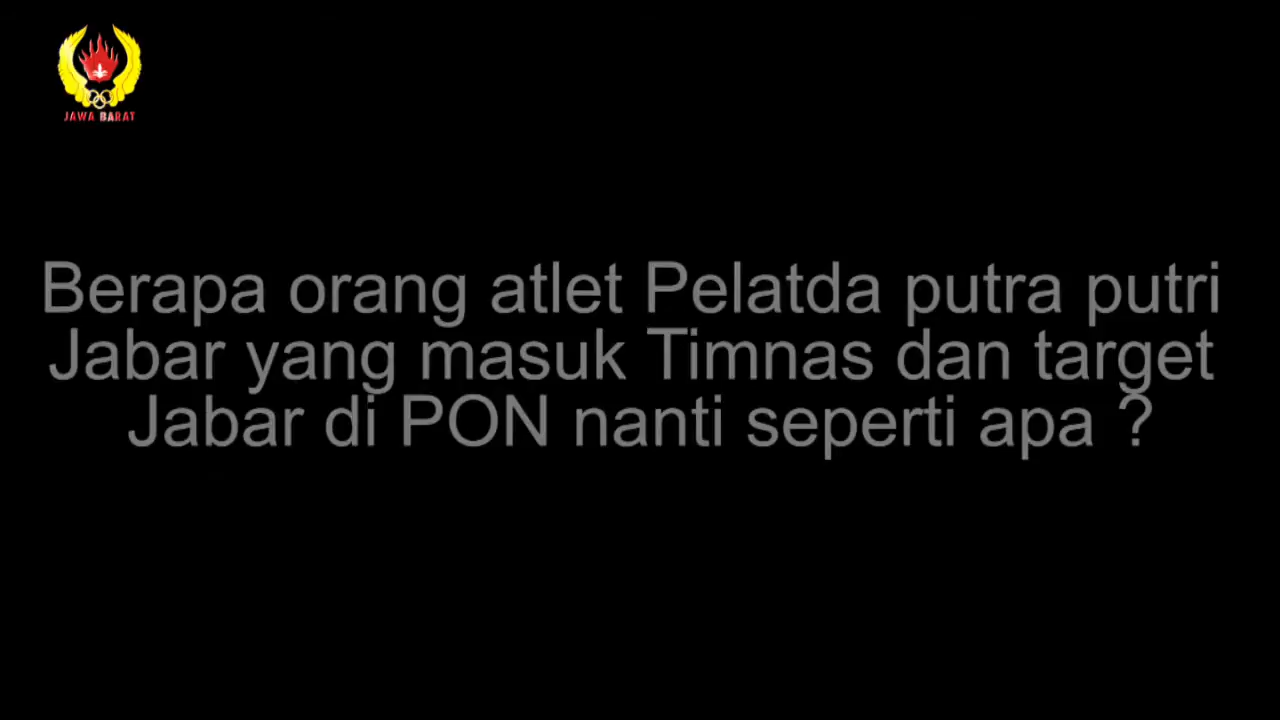 JAWA BARAT
Berapa orang atlet Pelatda putra putri
Jabar yang masuk Timnas dan target
Jabar di PON nanti seperti apa ?